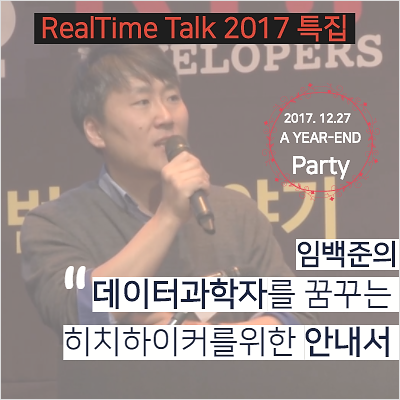 RealTime Talk 2017 특집
DEVELOPERS
2017. 12.27
A YEAR-END
Party
임백준의
“데이터과학자를 꿈꾸는
히치하이커를위한 안내서